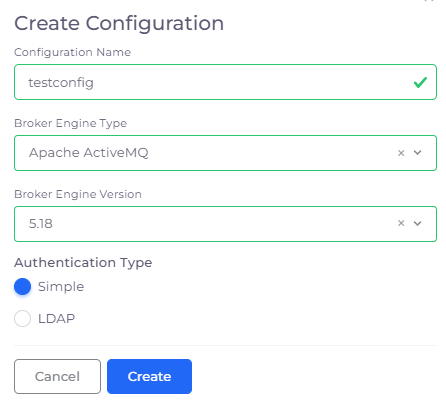 Create Configuration
Configuration Name
testconfig
Broker Engine Type
Apache ActiveMQ
Broker Engine Version
5.18
Authentication Type
Simple
LDAP
Cancel Create